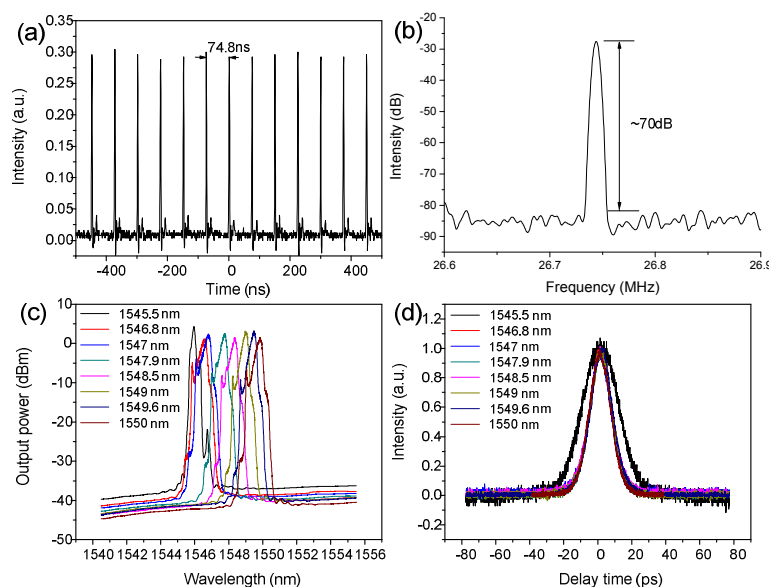 (a)
0.35
0.30
0.25
0.20
0.15
0.10
0.05
0.00
74.8ns
-400 -200 0 200 400
Time (ns)
Intensity (a.u.)
(b)
-20
-30
-40
-50
-60
-70
-80
-90
~70dB
26.6 26.7 26.8 26.9
Frequency (MHz)
Intensity (dB)
(c)
10
0
-10
-20
-30
-40
-50
1545.5 nm
1546.8 nm
1547 nm
1547.9 nm
1548.5 nm
1549 nm
1549.6 nm
1550 nm
1540 1542 1544 1546 1548 1550 1552 1554 1556
Wavelength (nm)
Output power (dBm)
(d)
1.2
1.0
0.8
0.6
0.4
0.2
0.0
-0.2
1545.5 nm
1546.8 nm
1547 nm
1547.9 nm
1548.5 nm
1549 nm
1549.6 nm
1550 nm
-80 -60 -40 -20 0 20 40 60 80
Delay time (ps)
Intensity (a.u.)